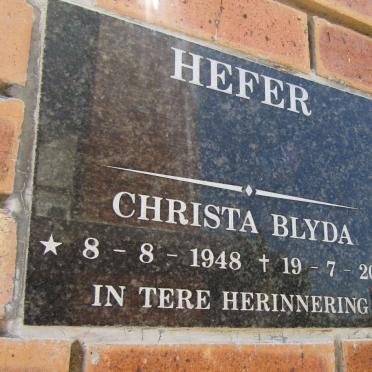 HEFER
CHRISTA BLYDA
★ 8 - 8 - 1948 † 19 - 7 - 20
IN TERE HERINNERING